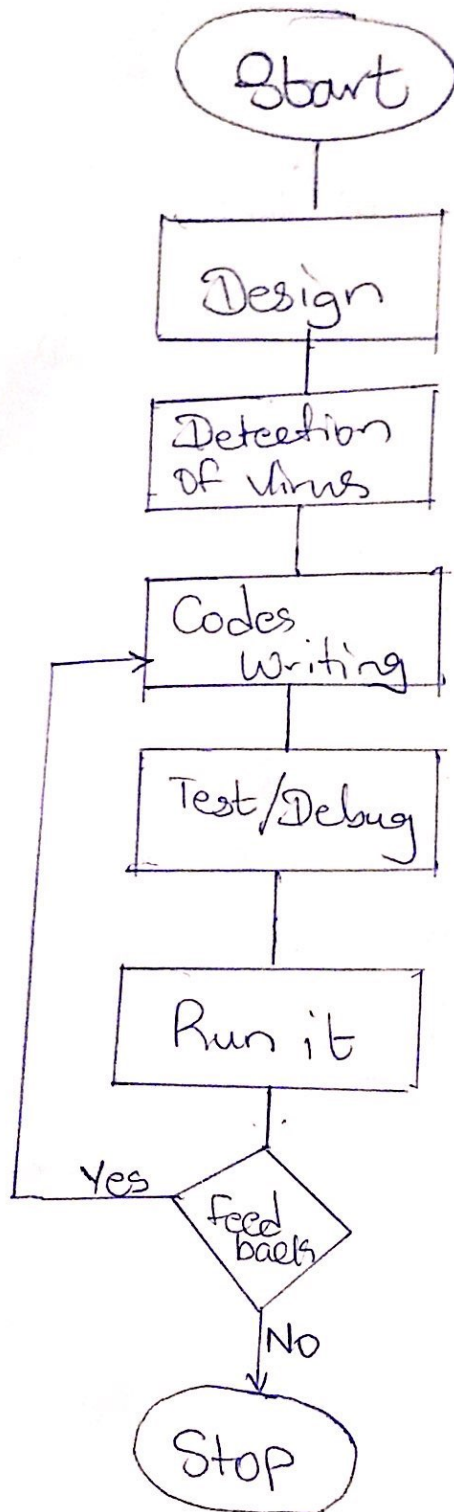 Start
Design
Detection
of Virus
Codes
Writing
Test/Debug
Run it
Yes
feed
back
No
Stop